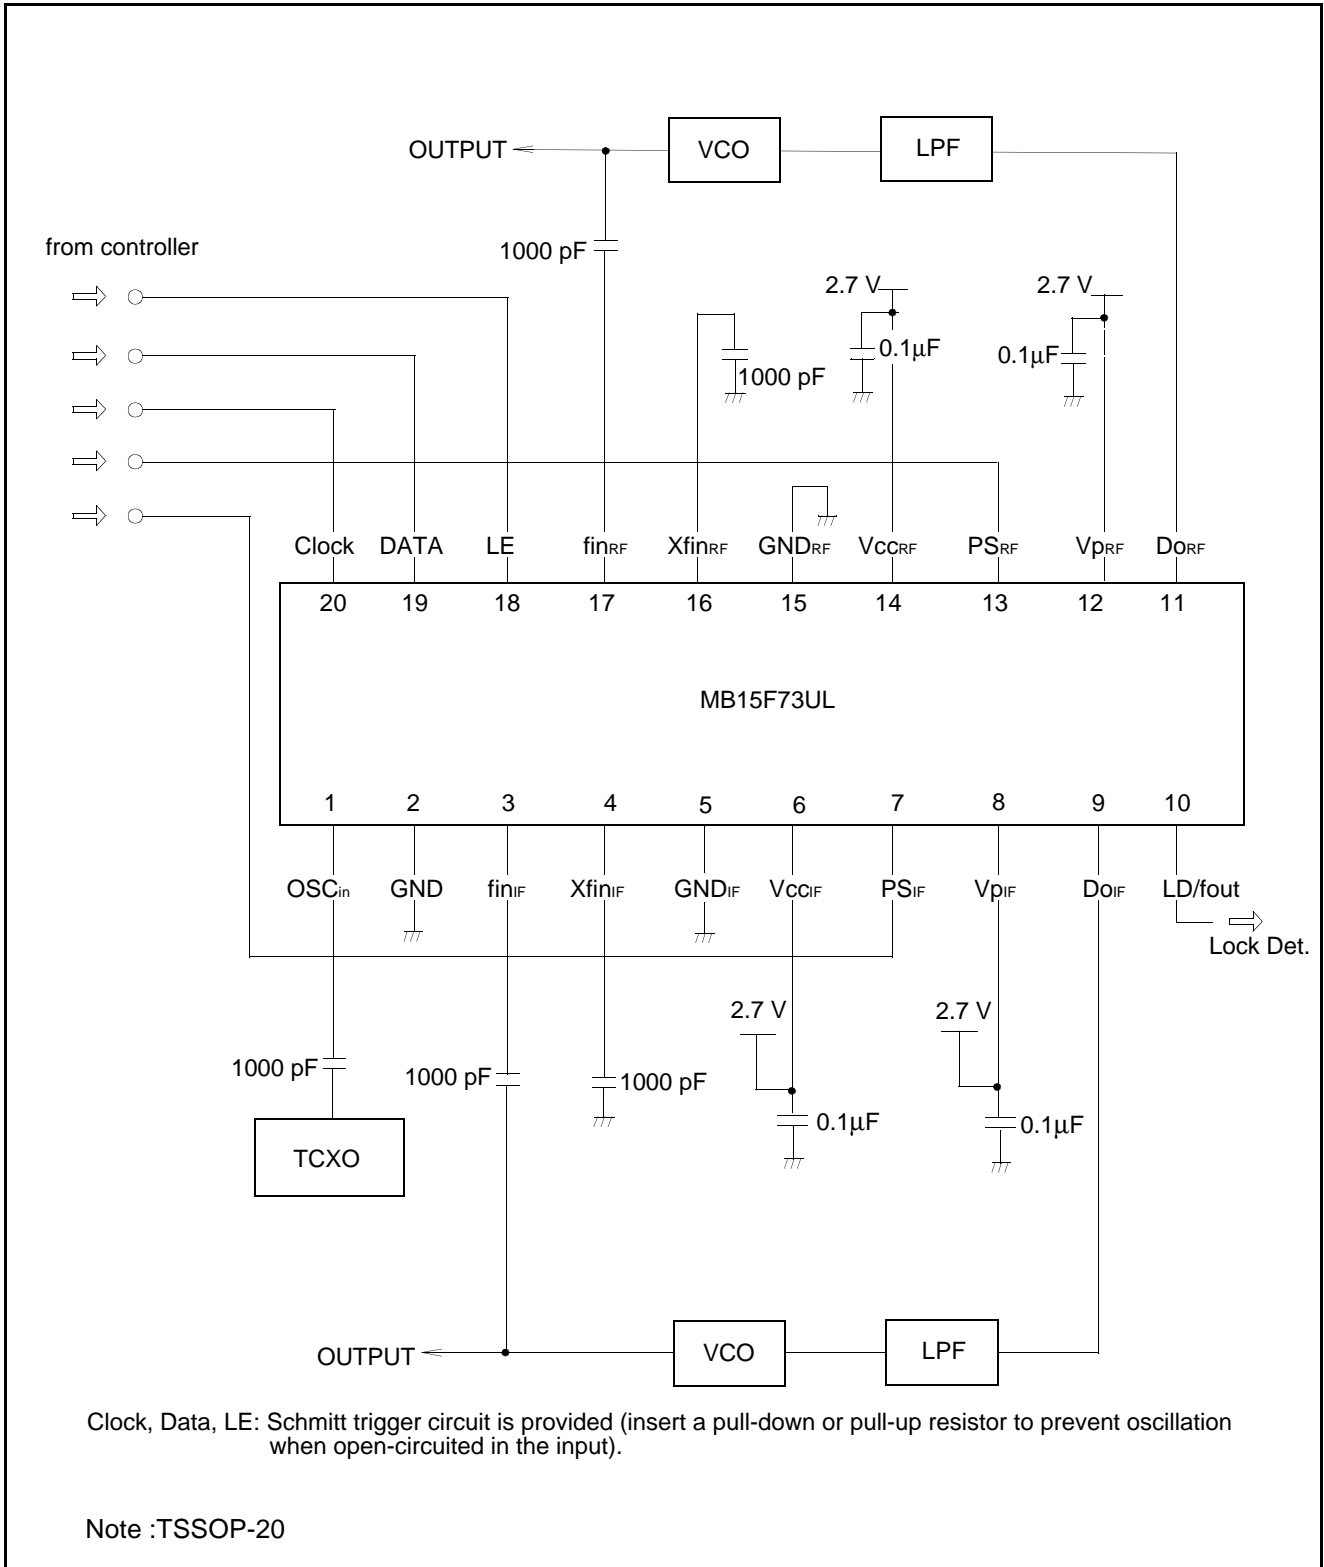 OUTPUT
VCO
LPF
from controller
1000 pF
2.7 V
2.7 V
0.1µF
0.1µF
1000 pF
Clock DATA LE finRF XfinRF GNDRF VccRF PSRF VpRF DoRF
20 19 18 17 16 15 14 13 12 11
MB15F73UL
1 2 3 4 5 6 7 8 9 10
OSCin GND finIF XfinIF GNDIF VccIF PSIF VpIF DoIF LD/fout
Lock Det.
2.7 V
2.7 V
1000 pF
1000 pF
1000 pF
0.1µF
0.1µF
TCXO
OUTPUT
VCO
LPF
Clock, Data, LE: Schmitt trigger circuit is provided (insert a pull-down or pull-up resistor to prevent oscillation
when open-circuited in the input).
Note :TSSOP-20